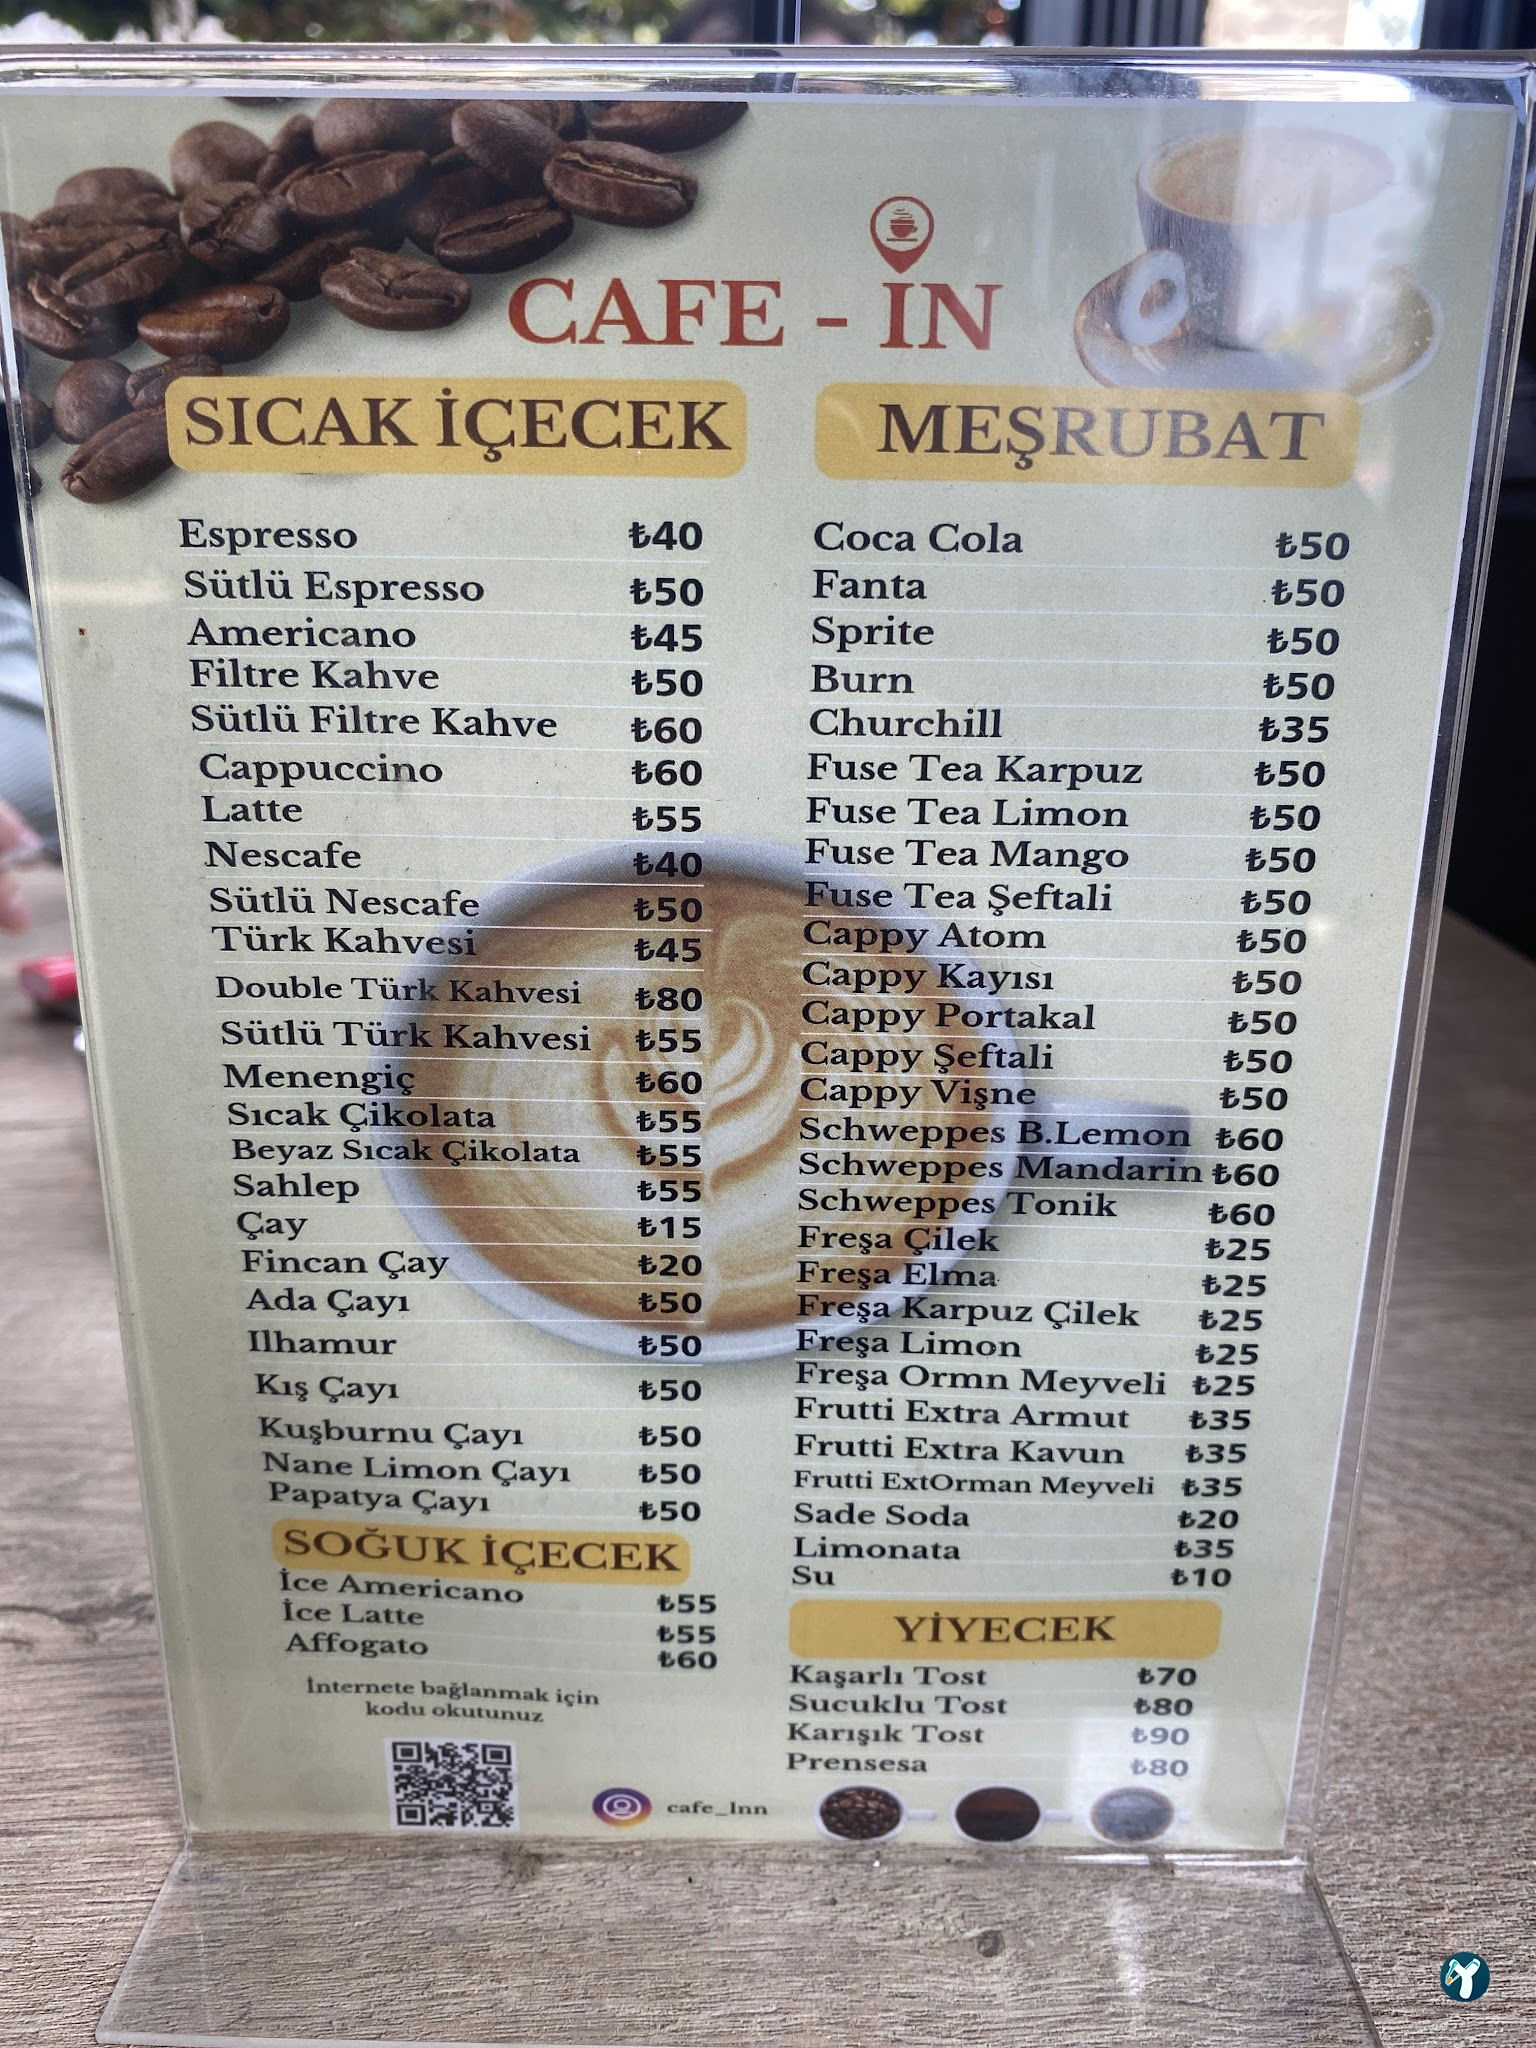 CAFE - IN
SICAK İÇECEK
Espresso ₺40
Sütlü Espresso ₺50
Americano ₺45
Filtre Kahve ₺50
Sütlü Filtre Kahve ₺60
Cappuccino ₺60
Latte ₺55
Nescafe ₺40
Sütlü Nescafe ₺50
Türk Kahvesi ₺45
Double Türk Kahvesi ₺80
Sütlü Türk Kahvesi ₺55
Menengiç ₺60
Sıcak Çikolata ₺55
Beyaz Sıcak Çikolata ₺55
Sahlep ₺55
Çay ₺15
Fincan Çay ₺20
Ada Çayı ₺50
Ilhamur ₺50
Kış Çayı ₺50
Kuşburnu Çayı ₺50
Nane Limon Çayı ₺50
Papatya Çayı ₺50
SOĞUK İÇECEK
İce Americano ₺55
İce Latte ₺55
Affogato ₺60
İnternete bağlanmak için
kodu okutunuz
cafe_Inn
MEŞRUBAT
Coca Cola ₺50
Fanta ₺50
Sprite ₺50
Burn ₺50
Churchill ₺35
Fuse Tea Karpuz ₺50
Fuse Tea Limon ₺50
Fuse Tea Mango ₺50
Fuse Tea Şeftali ₺50
Cappy Atom ₺50
Cappy Kayısı ₺50
Cappy Portakal ₺50
Cappy Şeftali ₺50
Cappy Vişne ₺50
Schweppes B.Lemon ₺60
Schweppes Mandarin ₺60
Schweppes Tonik ₺60
Freşa Çilek ₺25
Freşa Elma ₺25
Freşa Karpuz Çilek ₺25
Freşa Limon ₺25
Freşa Ormn Meyveli ₺25
Frutti Extra Armut ₺35
Frutti Extra Kavun ₺35
Frutti ExtOrman Meyveli ₺35
Sade Soda ₺20
Limonata ₺35
Su ₺10
YİYECEK
Kaşarlı Tost ₺70
Sucuklu Tost ₺80
Karışık Tost ₺90
Prensesa ₺80